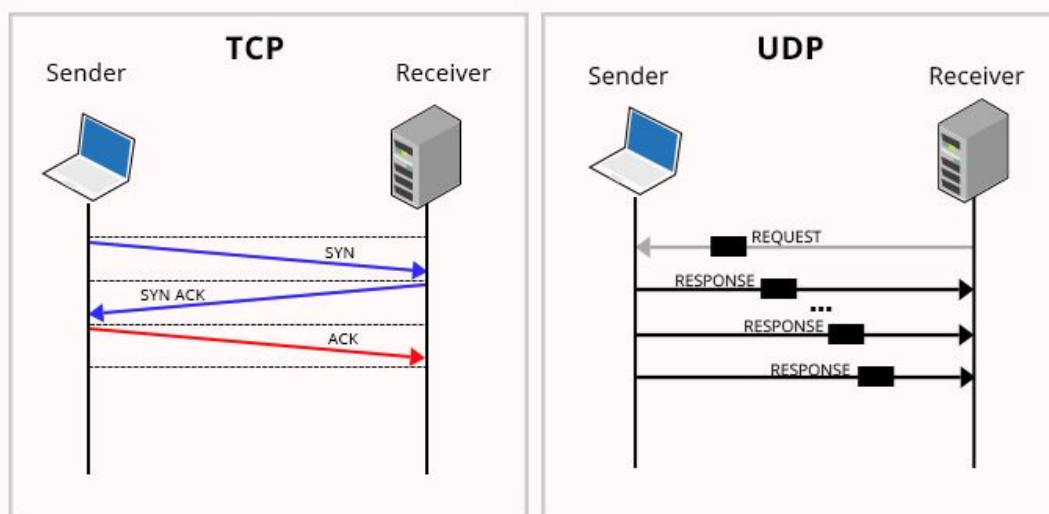 TCP
Sender
Receiver
SYN
SYN ACK
ACK
UDP
Sender
Receiver
REQUEST
RESPONSE
...
RESPONSE
RESPONSE